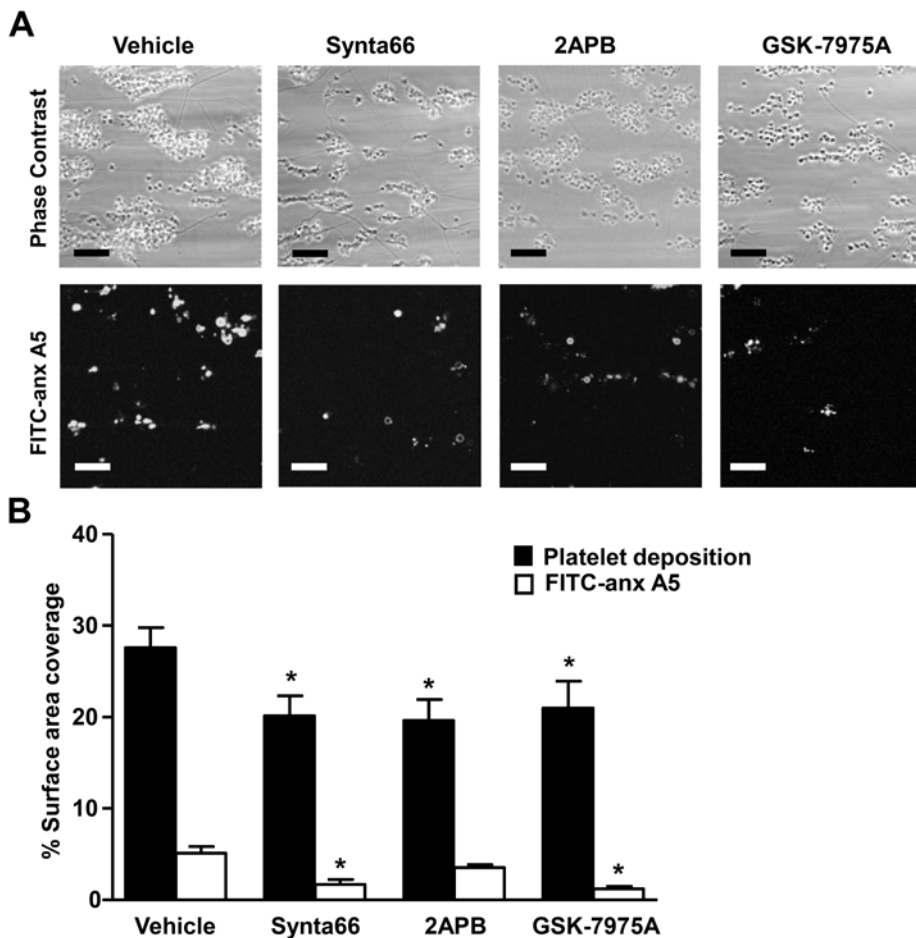 A
Vehicle
Synta66
2APB
GSK-7975A
Phase Contrast
FITC-anx A5
B
% Surface area coverage
40
30
20
10
0
Platelet deposition
FITC-anx A5
*
*
*
*
*
Vehicle
Synta66
2APB
GSK-7975A